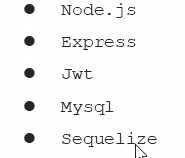 ● Node.js
● Express
● Jwt
● Mysql
● Sequelize